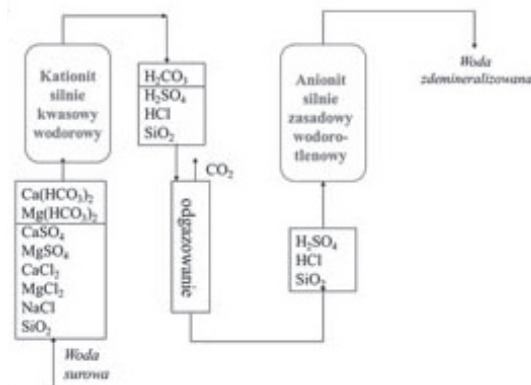 Kationit
silnie
kwasowy
wodorowy
Ca(HCO₃)₂
Mg(HCO₃)₂
CaSO₄
MgSO₄
CaCl₂
MgCl₂
NaCl
SiO₂
Woda
surowa
H₂CO₃
H₂SO₄
HCl
SiO₂
CO₂
odgazowanie
H₂SO₄
HCl
SiO₂
Anionit
silnie
zasadowy
wodoro-
tlenowy
Woda
zdemineralizowana